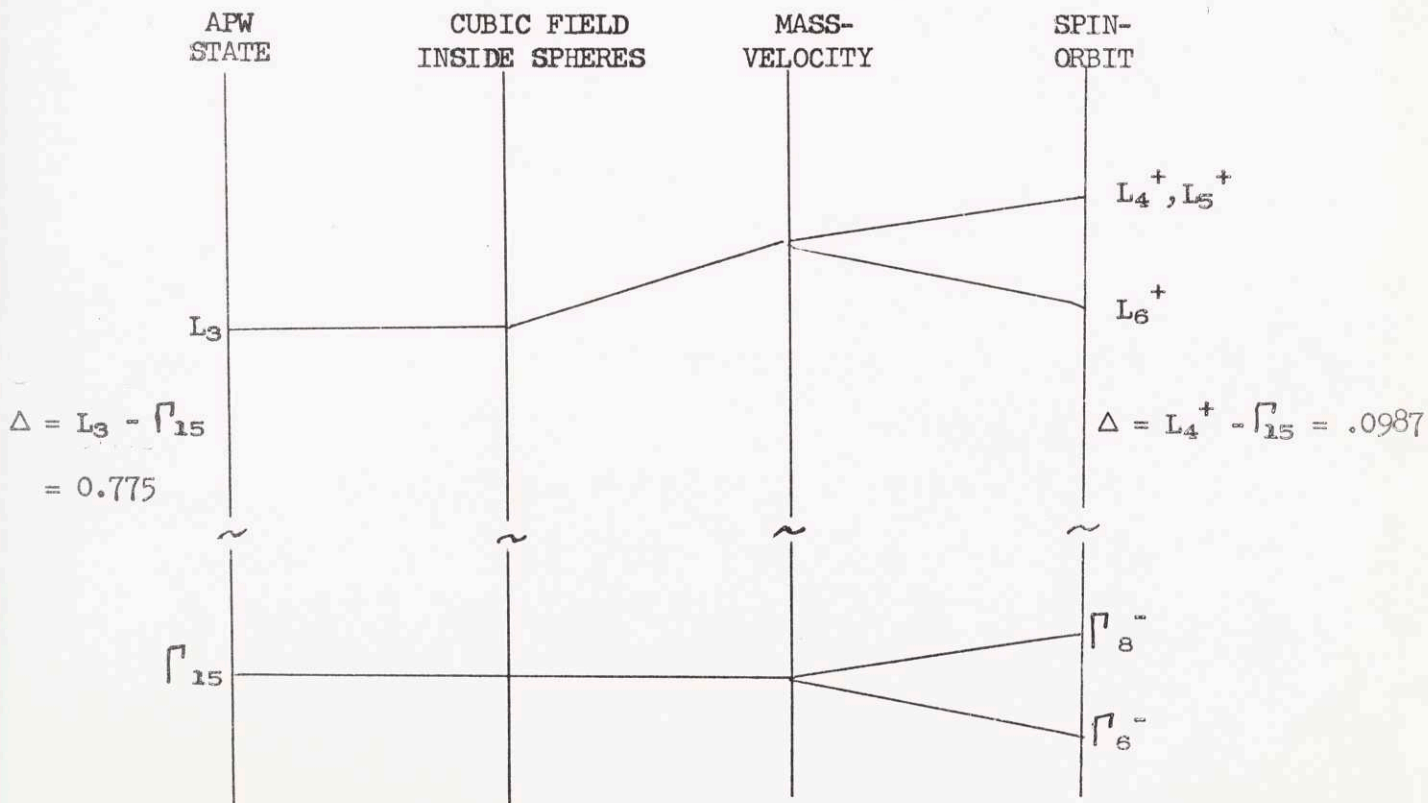 APW
STATE
CUBIC FIELD
INSIDE SPHERES
MASS-
VELOCITY
SPIN-
ORBIT
L₄⁺, L₅⁺
L₆⁺
L₃
Δ = L₃ - Γ₁₅
= 0.775
Δ = L₄⁺ - Γ₁₅ = .0987
~ ~ ~ ~
Γ₈⁻
Γ₁₅
Γ₆⁻